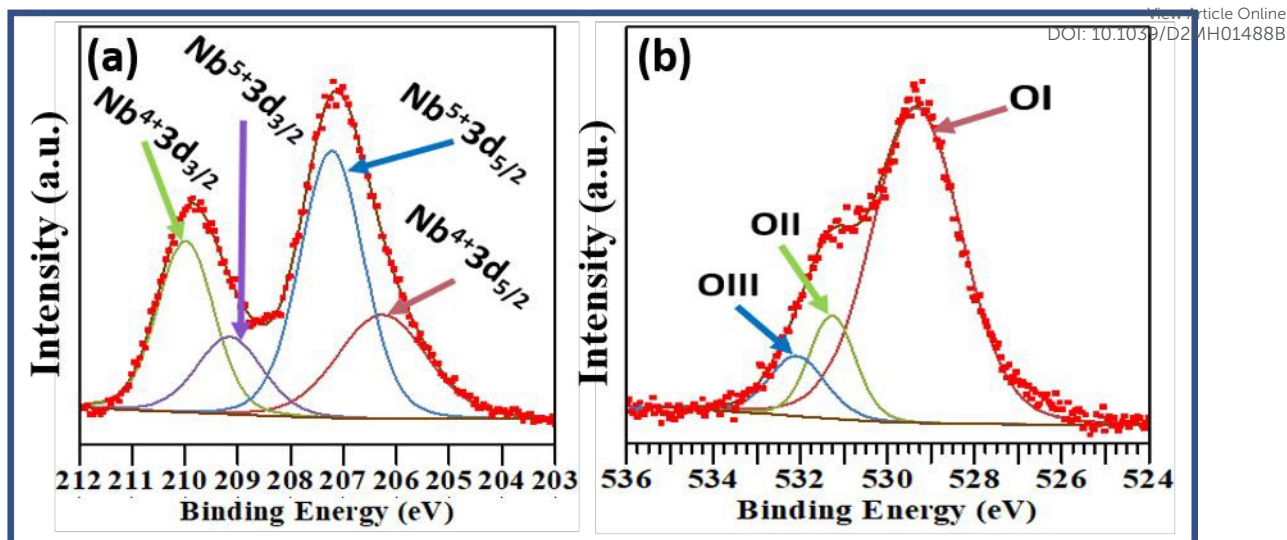 View Article Online
DOI: 10.1039/D2MH01488B
(a)
Nb⁴⁺3d₃/₂
Nb⁵⁺3d₃/₂
Nb⁵⁺3d₅/₂
Nb⁴⁺3d₅/₂
Intensity (a.u.)
212 211 210 209 208 207 206 205 204 203
Binding Energy (eV)
(b)
OI
OII
OIII
Intensity (a.u.)
536 534 532 530 528 526 524
Binding Energy (eV)